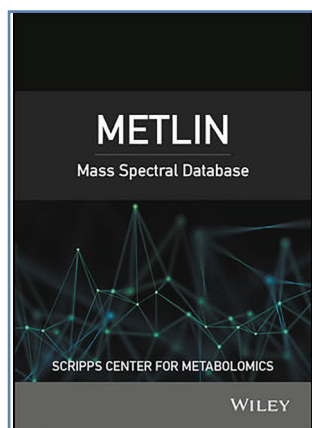 METLIN
Mass Spectral Database
SCRIPPS CENTER FOR METABOLOMICS
WILEY